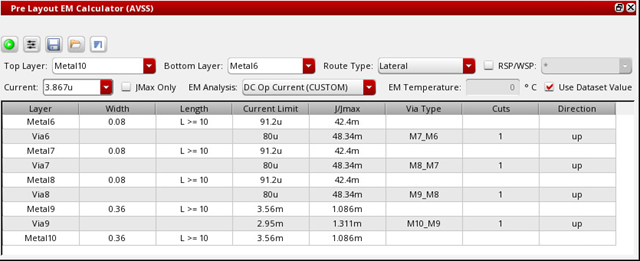 Pre Layout EM Calculator (AVSS)
Top Layer: Metal10 Bottom Layer: Metal6 Route Type: Lateral RSP/WSP: *
Current: 3.867u JMax Only EM Analysis: DC Op Current (CUSTOM) EM Temperature: 0 ° C Use Dataset Value
Layer Width Length Current Limit J/Jmax Via Type Cuts Direction
Metal6 0.08 L >= 10 91.2u 42.4m
Via6 80u 48.34m M7_M6 1 up
Metal7 0.08 L >= 10 91.2u 42.4m
Via7 80u 48.34m M8_M7 1 up
Metal8 0.08 L >= 10 91.2u 42.4m
Via8 80u 48.34m M9_M8 1 up
Metal9 0.36 L >= 10 3.56m 1.086m
Via9 2.95m 1.311m M10_M9 1 up
Metal10 0.36 L >= 10 3.56m 1.086m